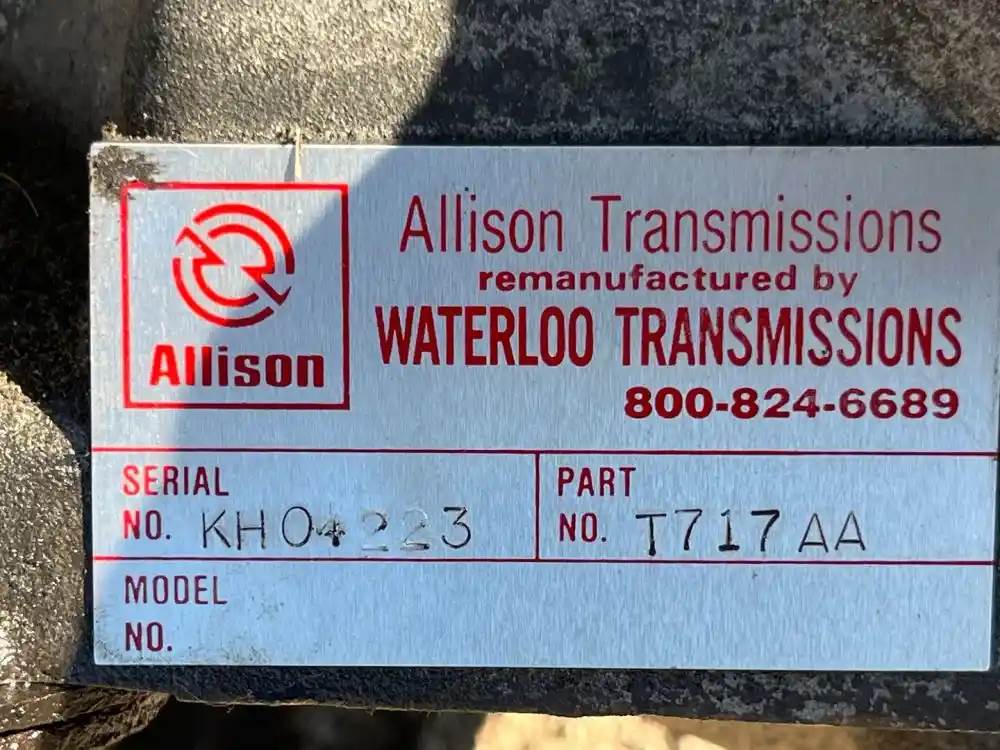 Allison
Allison Transmissions
remanufactured by
WATERLOO TRANSMISSIONS
800-824-6689
SERIAL
NO. KH04223
PART
NO. T717AA
MODEL
NO.